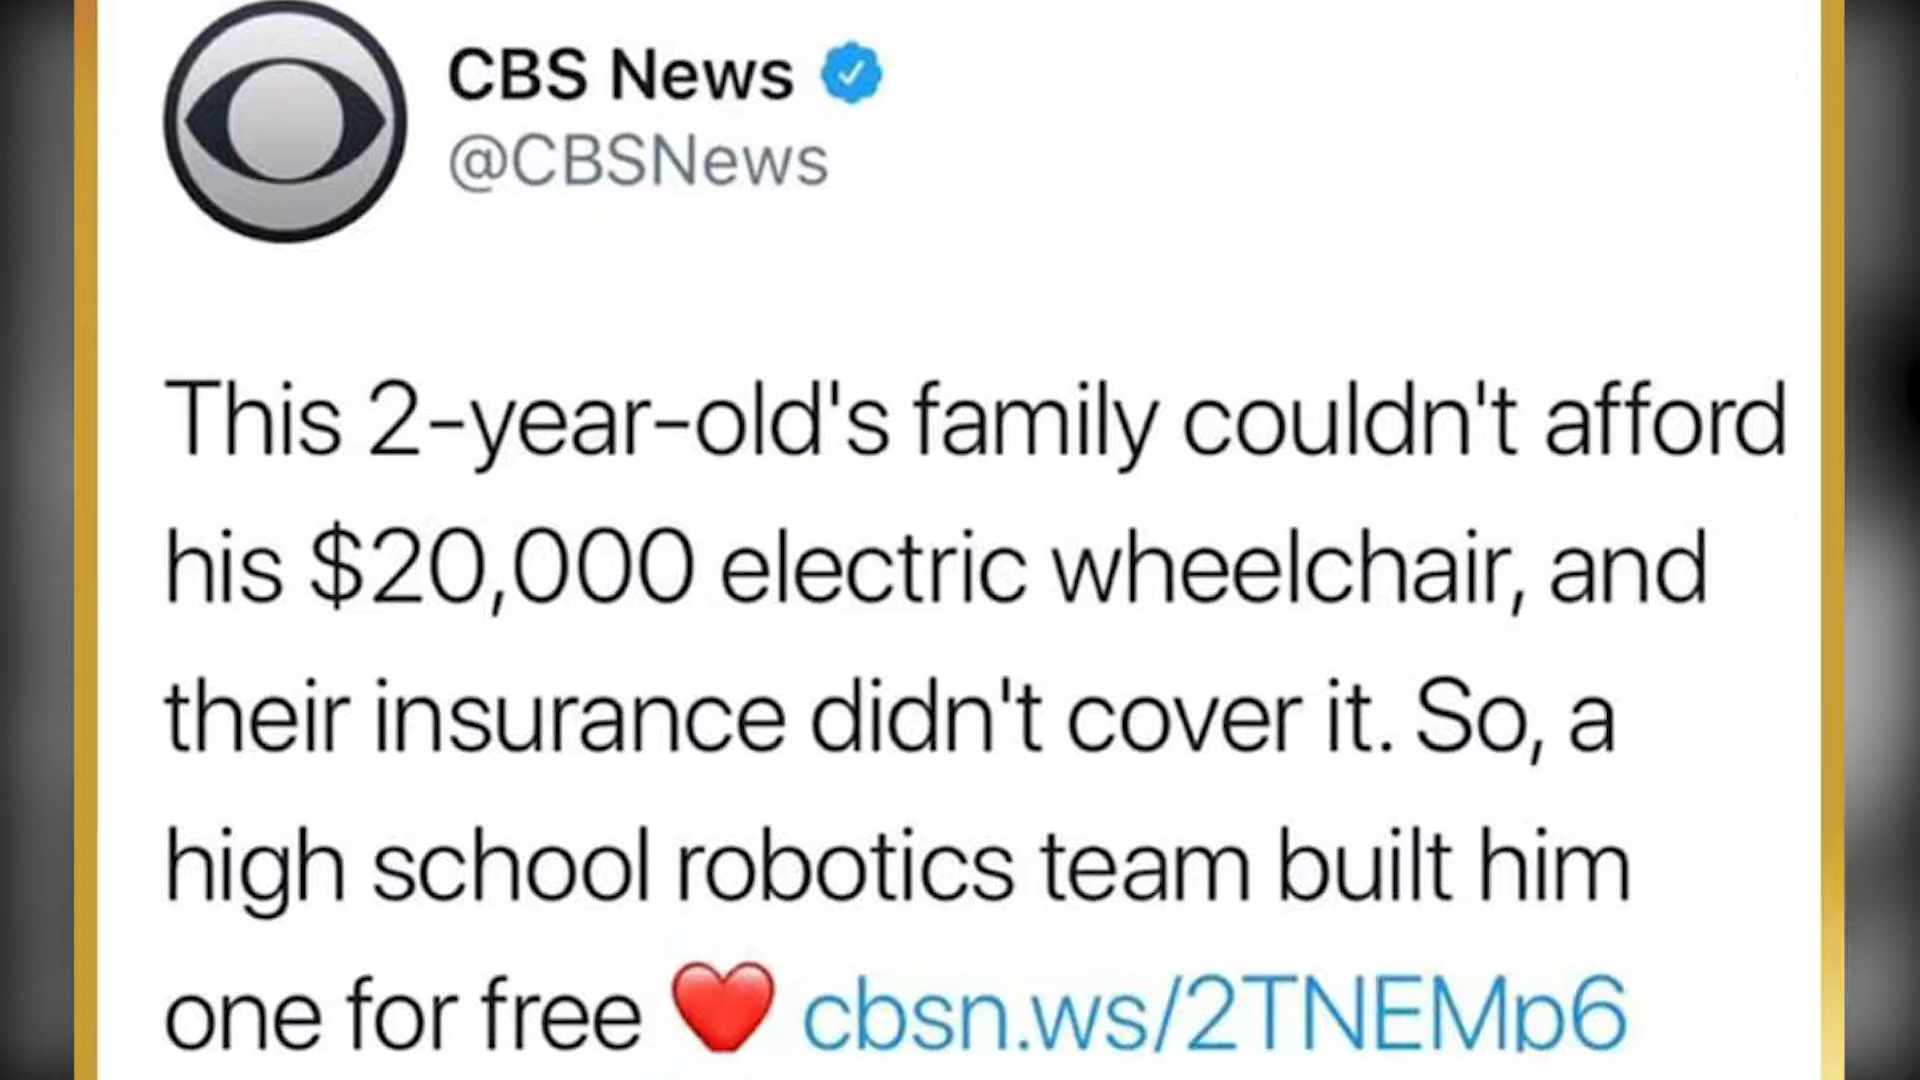 CBS News
@CBSNews
This 2-year-old's family couldn't afford
his $20,000 electric wheelchair, and
their insurance didn't cover it. So, a
high school robotics team built him
one for free ❤️ cbsn.ws/2TNEMp6